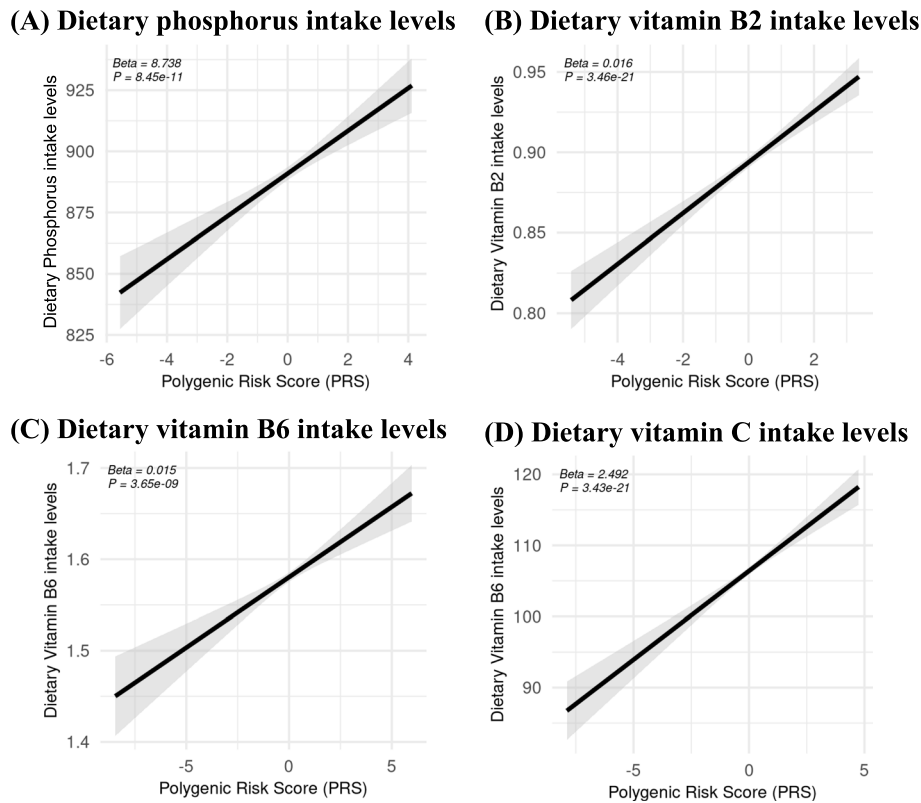 (A) Dietary phosphorus intake levels
Beta = 8.738
P = 8.45e-11
Dietary Phosphorus intake levels
925
900
875
850
825
-6 -4 -2 0 2 4
Polygenic Risk Score (PRS)
(B) Dietary vitamin B2 intake levels
Beta = 0.016
P = 3.46e-21
Dietary Vitamin B2 intake levels
0.95
0.90
0.85
0.80
-4 -2 0 2
Polygenic Risk Score (PRS)
(C) Dietary vitamin B6 intake levels
Beta = 0.015
P = 3.65e-09
Dietary Vitamin B6 intake levels
1.7
1.6
1.5
1.4
-5 0 5
Polygenic Risk Score (PRS)
(D) Dietary vitamin C intake levels
Beta = 2.492
P = 3.43e-21
Dietary Vitamin B6 intake levels
120
110
100
90
-5 0 5
Polygenic Risk Score (PRS)